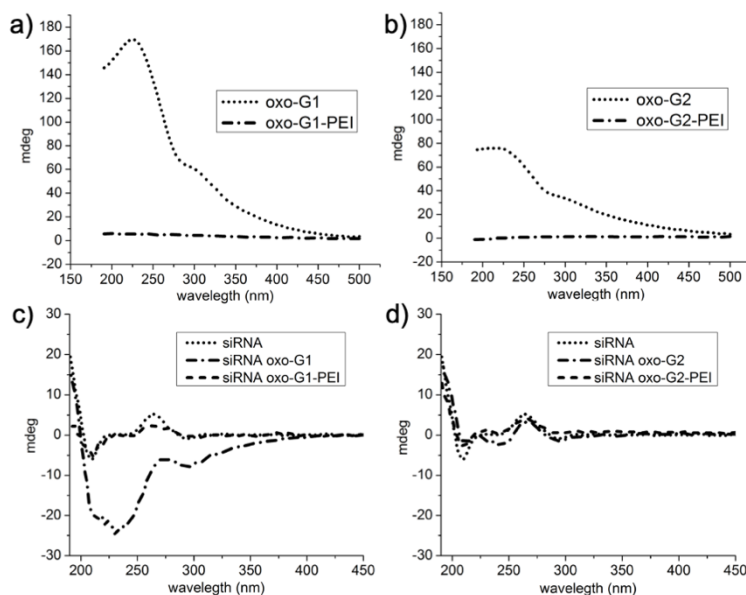 a)
180
160
140
120
100
80
60
40
20
0
-20
mdeg
oxo-G1
oxo-G1-PEI
150 200 250 300 350 400 450 500
wavelegth (nm)
b)
180
160
140
120
100
80
60
40
20
0
-20
mdeg
oxo-G2
oxo-G2-PEI
150 200 250 300 350 400 450 500
wavelegth (nm)
c)
30
20
10
0
-10
-20
-30
mdeg
siRNA
siRNA oxo-G1
siRNA oxo-G1-PEI
200 250 300 350 400 450
wavelegth (nm)
d)
30
20
10
0
-10
-20
-30
mdeg
siRNA
siRNA oxo-G2
siRNA oxo-G2-PEI
200 250 300 350 400 450
wavelegth (nm)